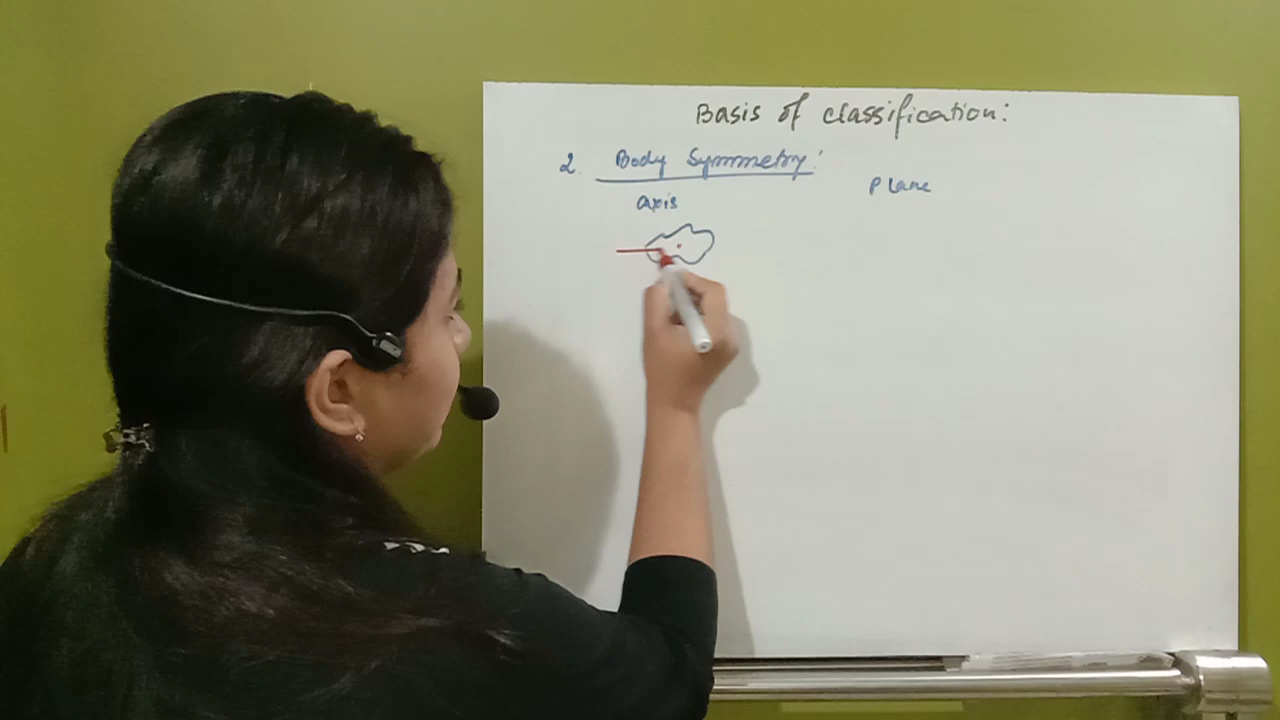 Basis of classification:
2. Body Symmetry:
axis
Plane